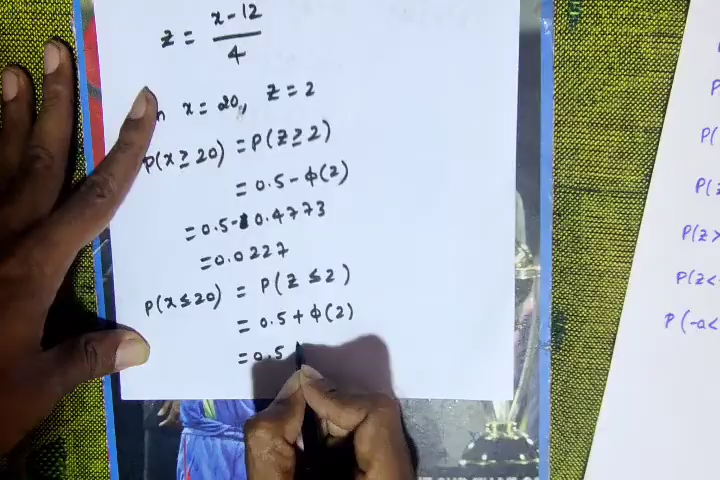 z = x-12 / 4
x = 20, z = 2
P(x ≥ 20) = P(z ≥ 2)
= 0.5 - ϕ(2)
= 0.5 - 0.4773
= 0.0227
P(x ≤ 20) = P(z ≤ 2)
= 0.5 + ϕ(2)
= 0.5
P
P(
P(z
P(z>
P(z<
P(-a<